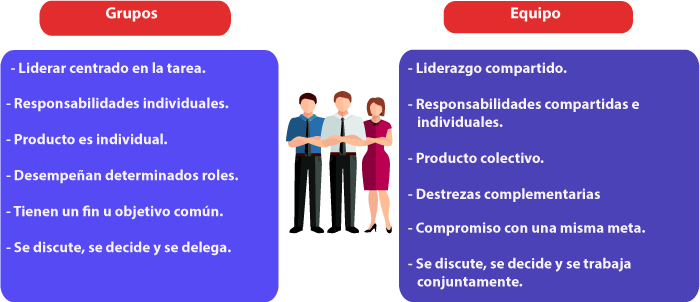 Grupos
- Liderar centrado en la tarea.
- Responsabilidades individuales.
- Producto es individual.
- Desempeñan determinados roles.
- Tienen un fin u objetivo común.
- Se discute, se decide y se delega.
Equipo
- Liderazgo compartido.
- Responsabilidades compartidas e
individuales.
- Producto colectivo.
- Destrezas complementarias
- Compromiso con una misma meta.
- Se discute, se decide y se trabaja
conjuntamente.